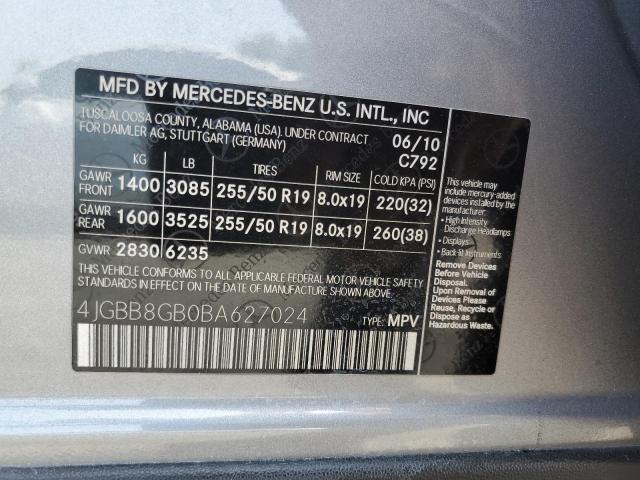 MFD BY MERCEDES-BENZ U.S. INTL., INC
TUSCALOOSA COUNTY, ALABAMA (USA). UNDER CONTRACT
FOR DAIMLER AG, STUTTGART (GERMANY)
06/10
C792
KG LB TIRES RIM SIZE COLD KPA (PSI)
GAWR FRONT 1400 3085 255/50 R19 8.0x19 220(32)
GAWR REAR 1600 3525 255/50 R19 8.0x19 260(38)
GVWR 2830 6235
THIS VEHICLE CONFORMS TO ALL APPLICABLE FEDERAL MOTOR VEHICLE SAFETY
STANDARDS IN EFFECT ON THE DATE OF MANUFACTURE SHOWN ABOVE.
4JGBB8GB0BA627024
TYPE: MPV
This vehicle may
include mercury-added
devices installed by the
manufacturer:
• High Intensity
Discharge Headlamps
• Displays
• Back-lit Instruments
Remove Devices
Before Vehicle
Disposal.
Upon Removal of
Devices Please
Reuse, Recycle or
Dispose as
Hazardous Waste.